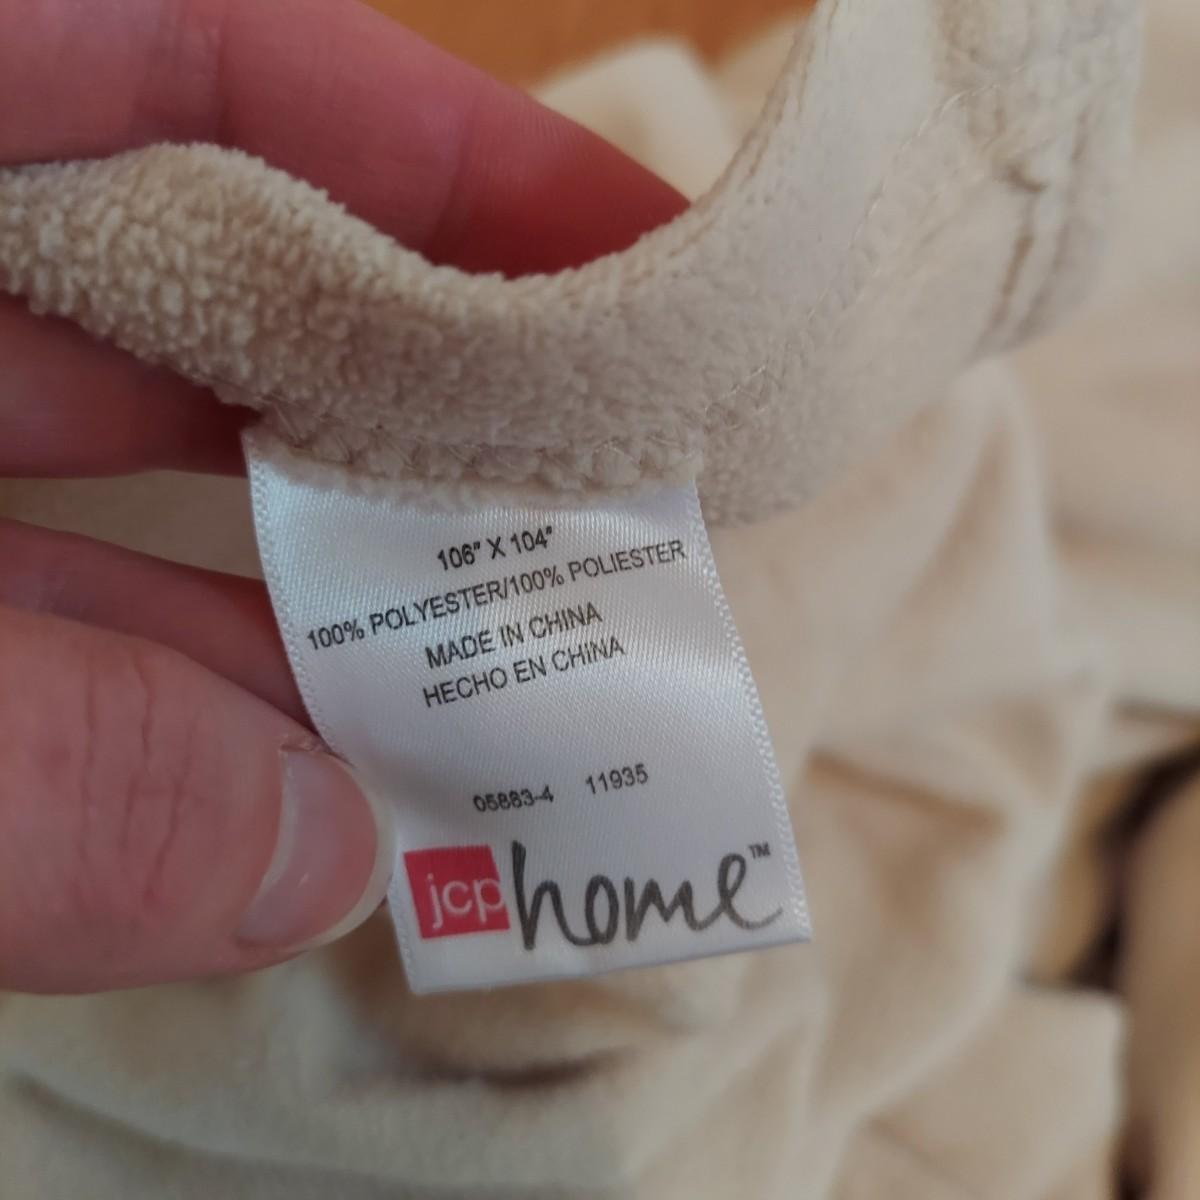 106" X 104"
100% POLYESTER/100% POLIESTER
MADE IN CHINA
HECHO EN CHINA
05883-4 11935
jcp home™